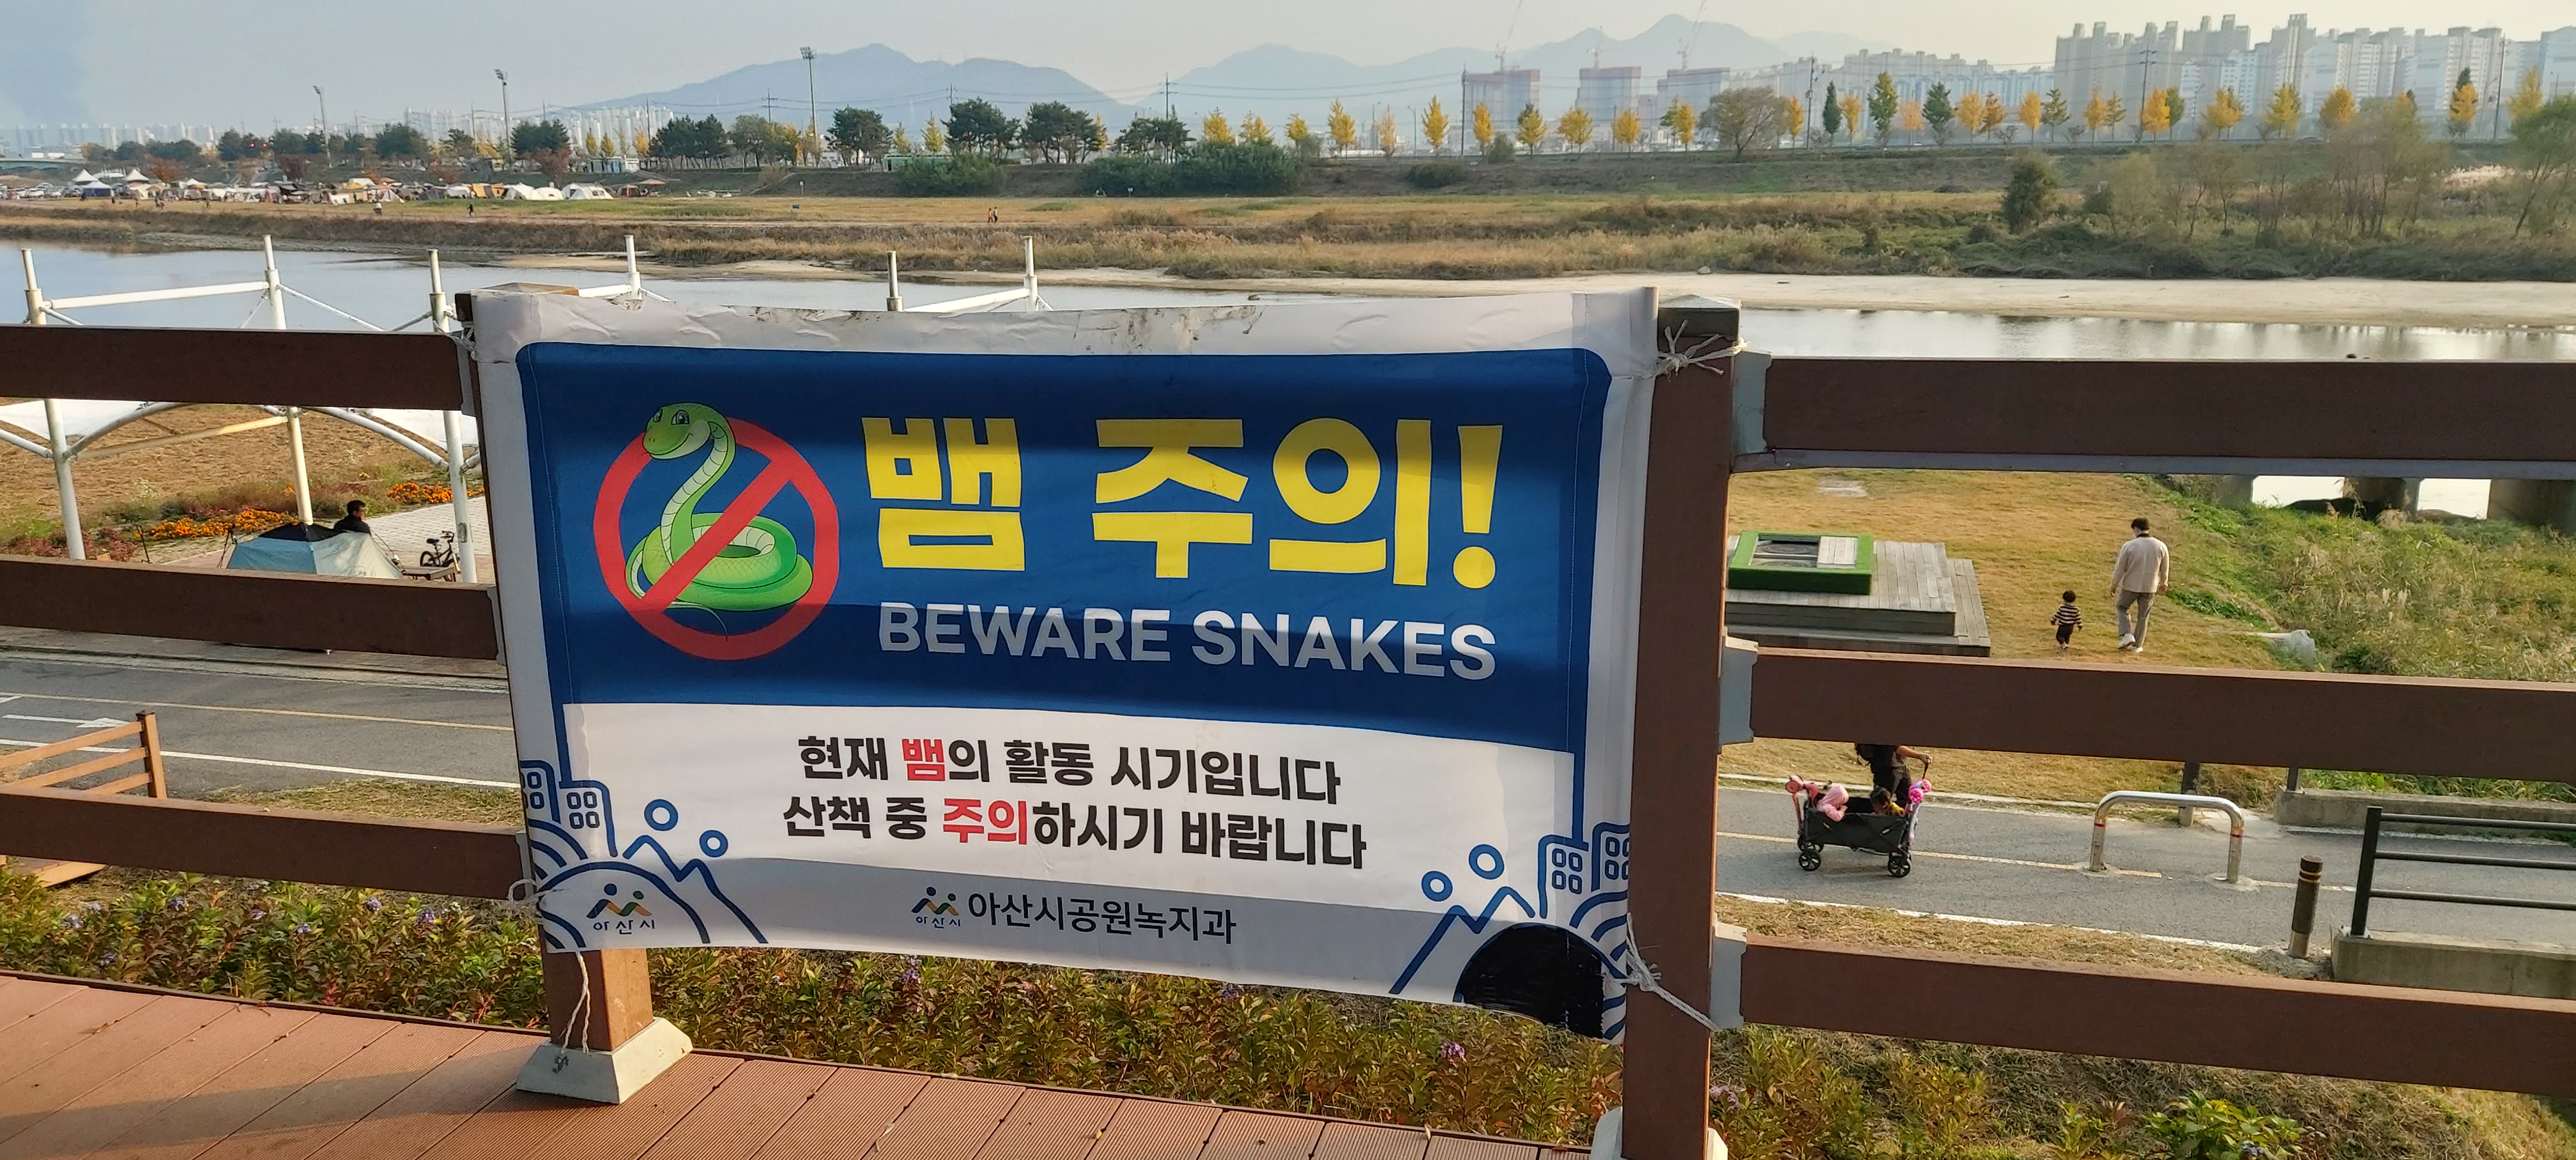 뱀 주의!
BEWARE SNAKES
현재 뱀의 활동 시기입니다
산책 중 주의하시기 바랍니다
아산시
아산시 아산시공원녹지과